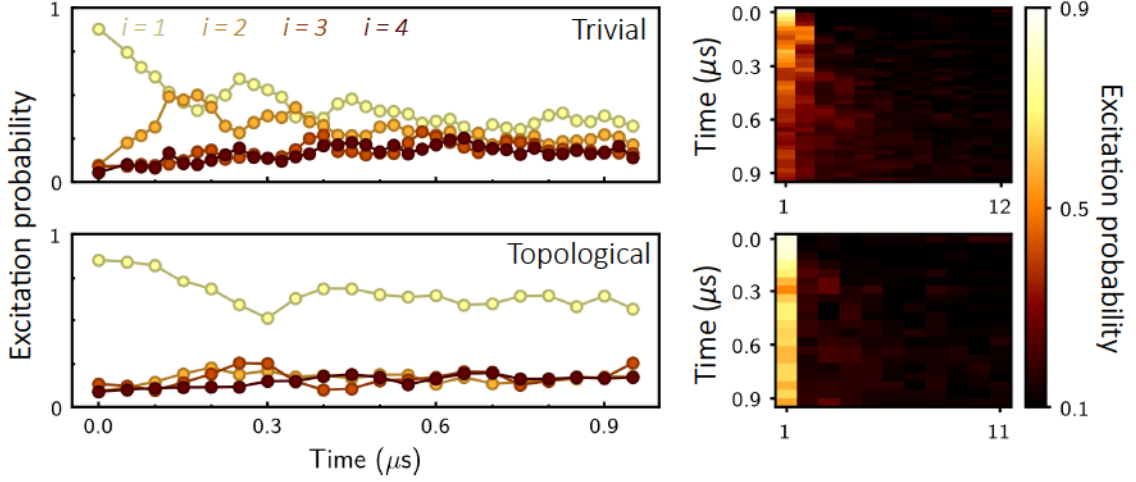 1
i = 1 i = 2 i = 3 i = 4 Trivial
Excitation probability
1
1
Topological
1
0.0 0.3 0.6 0.9
Time (μs)
0.0
0.3
0.6
0.9
Time (μs)
1 12
0.0
0.3
0.6
0.9
Time (μs)
1 11
0.9
0.5
0.1
Excitation probability